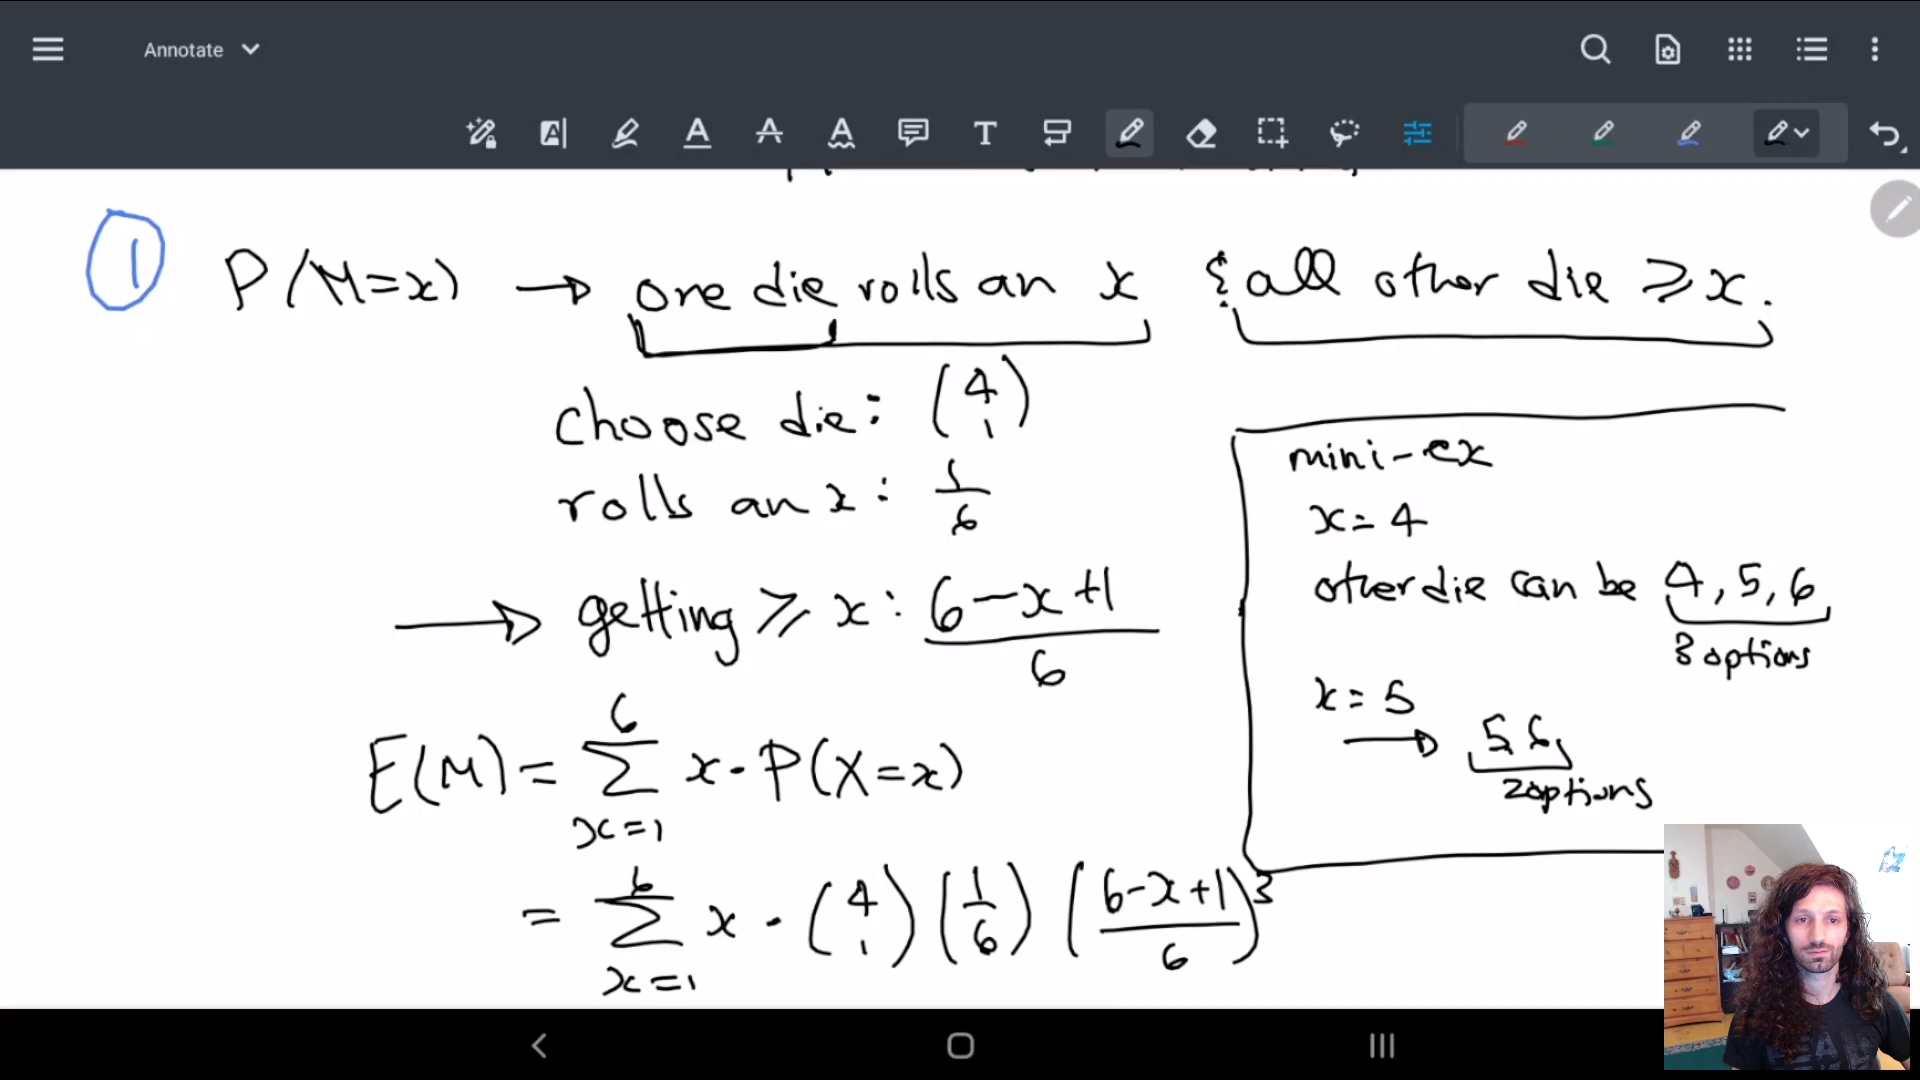 Annotate
1
P(M=x) → one die rolls an x & all other die ≥ x.
choose die: (4 1)
rolls an x: 1/6
→ getting ≥ x: (6-x+1)/6
E(M) = 6 Σ x=1 x · P(X=x)
= 6 Σ x=1 x · (4 1) (1/6) ((6-x+1)/6)³
mini-ex
x = 4
other die can be 4, 5, 6
3 options
x = 5
→ 5 6,
2 options